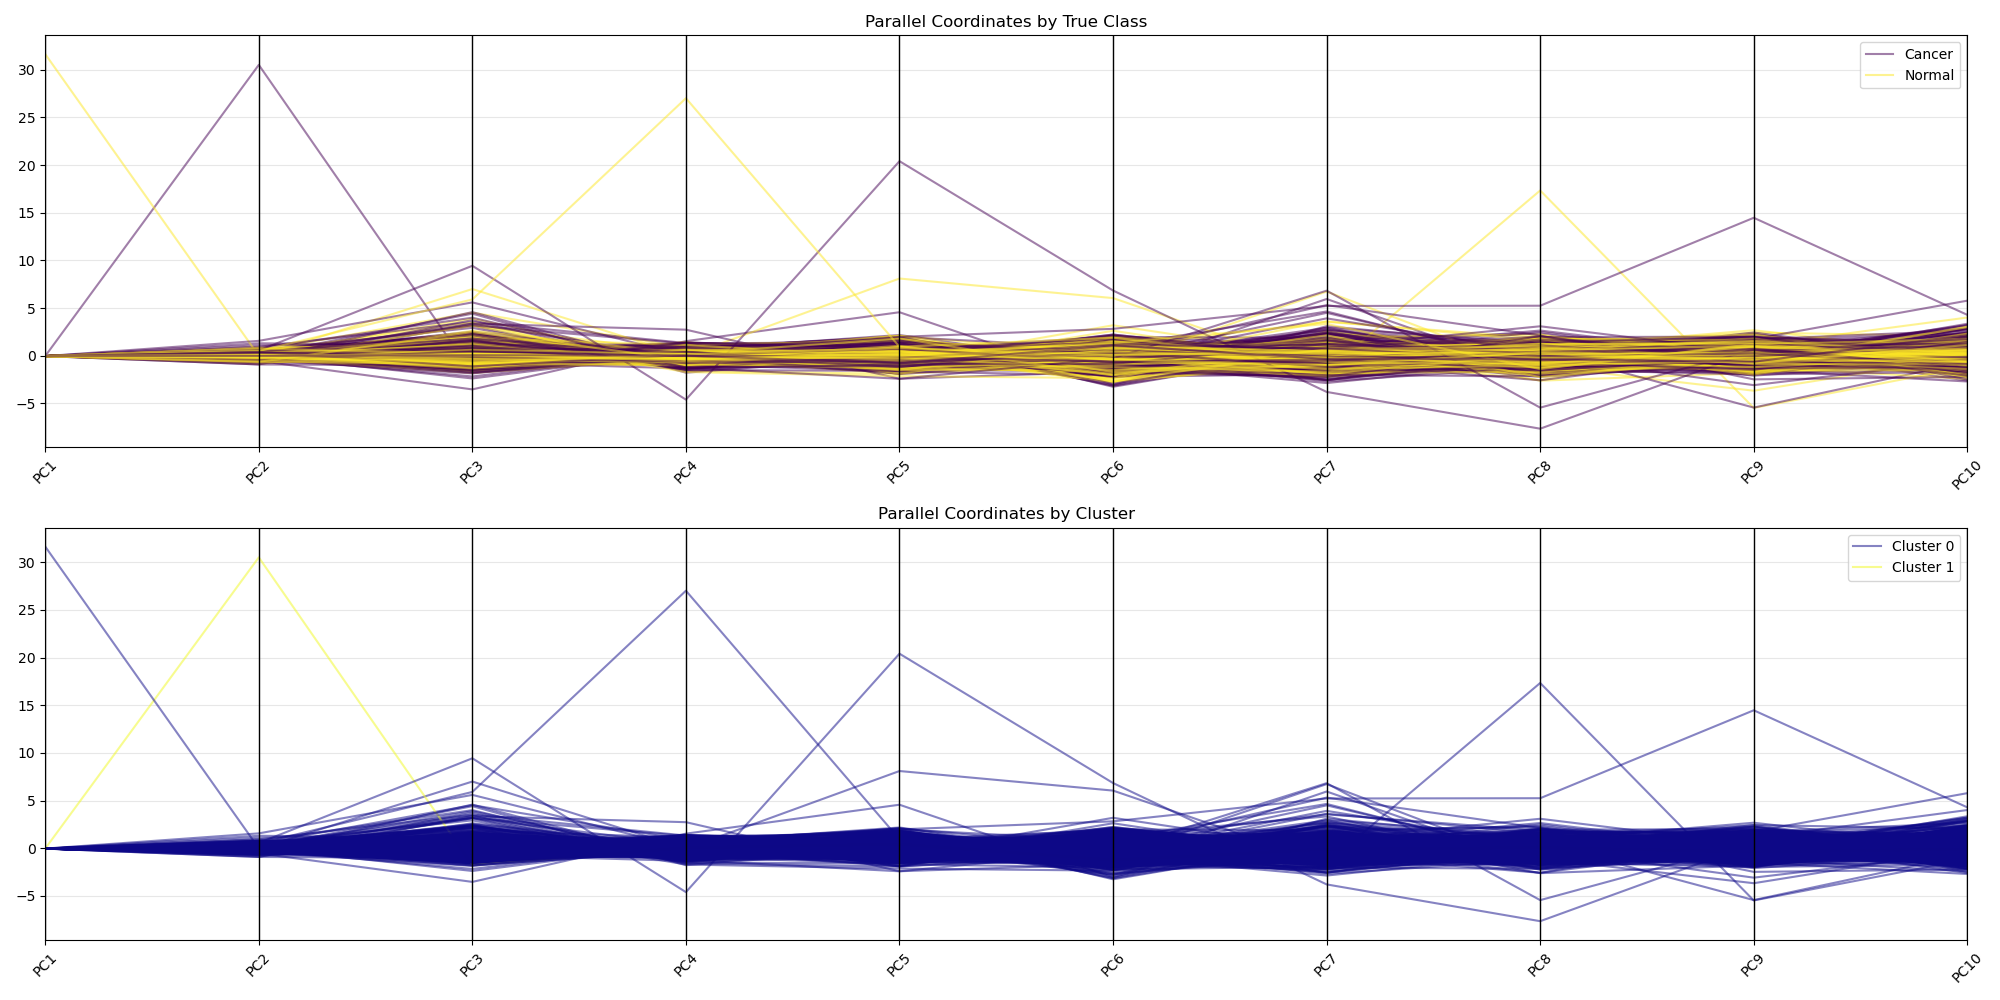 Parallel Coordinates by True Class
Cancer
Normal
30
25
20
15
10
5
0
−5
PC1 PC2 PC3 PC4 PC5 PC6 PC7 PC8 PC9 PC10
Parallel Coordinates by Cluster
Cluster 0
Cluster 1
30
25
20
15
10
5
0
−5
PC1 PC2 PC3 PC4 PC5 PC6 PC7 PC8 PC9 PC10